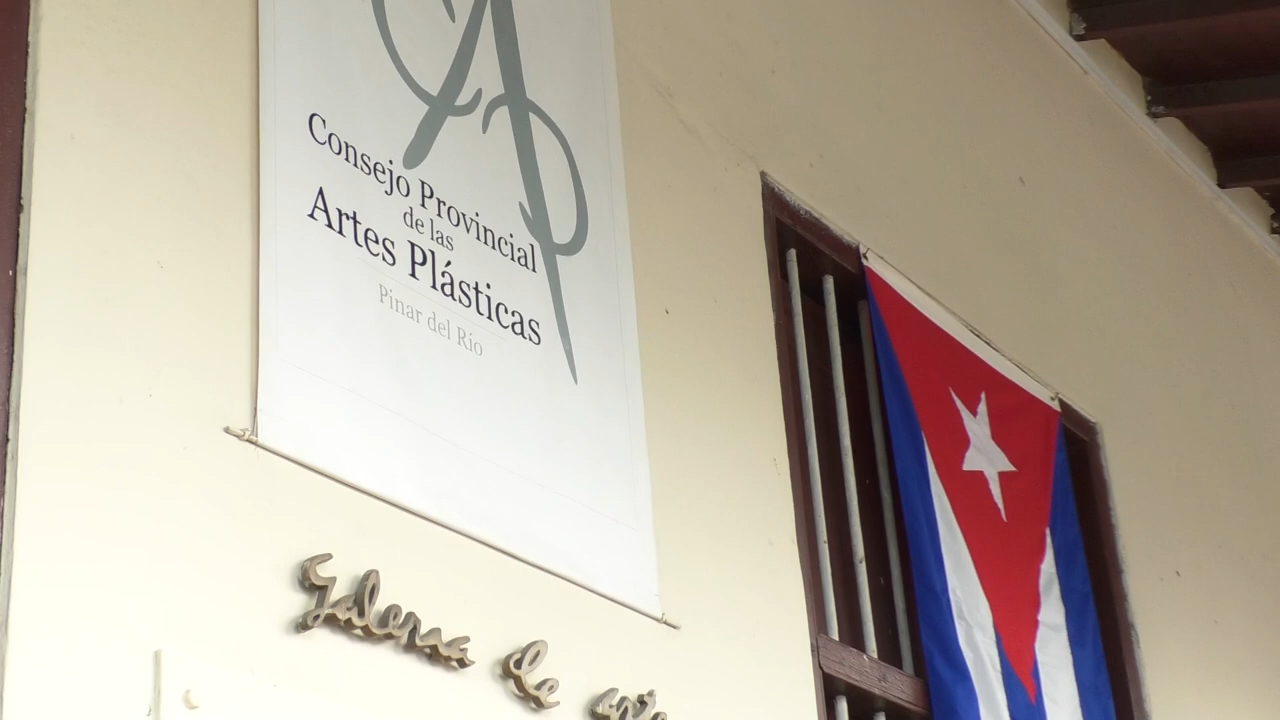 Consejo Provincial
de las
Artes Plásticas
Pinar del Río
Galería de